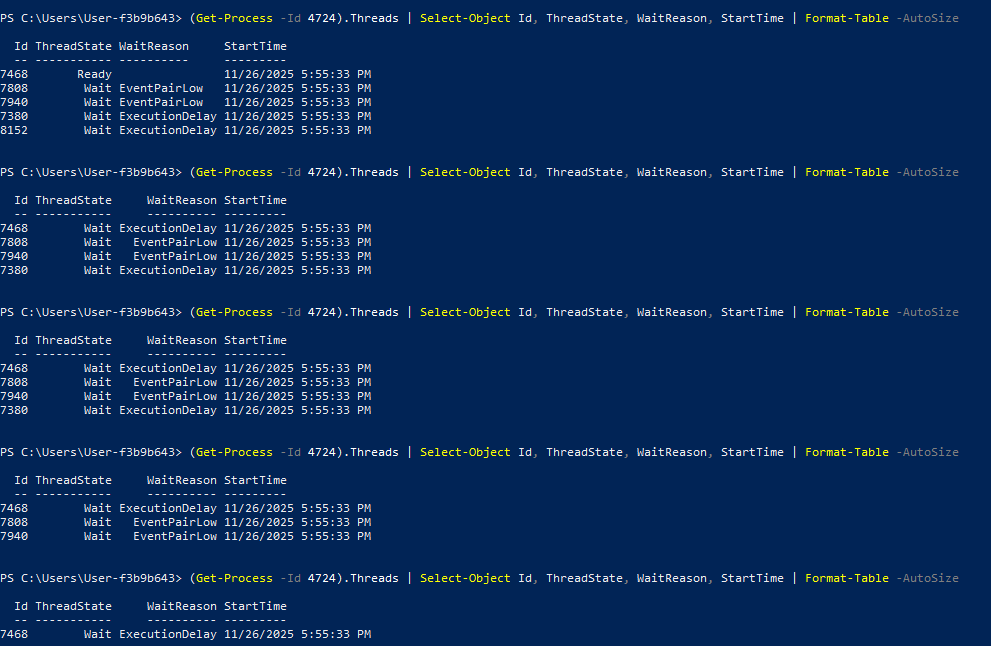 PS C:\Users\User-f3b9b643> (Get-Process -Id 4724).Threads | Select-Object Id, ThreadState, WaitReason, StartTime | Format-Table -AutoSize
Id ThreadState WaitReason StartTime
-- ----------- ---------- ---------
7468 Ready 11/26/2025 5:55:33 PM
7808 Wait EventPairLow 11/26/2025 5:55:33 PM
7940 Wait EventPairLow 11/26/2025 5:55:33 PM
7380 Wait ExecutionDelay 11/26/2025 5:55:33 PM
8152 Wait ExecutionDelay 11/26/2025 5:55:33 PM
PS C:\Users\User-f3b9b643> (Get-Process -Id 4724).Threads | Select-Object Id, ThreadState, WaitReason, StartTime | Format-Table -AutoSize
Id ThreadState WaitReason StartTime
-- ----------- ---------- ---------
7468 Wait ExecutionDelay 11/26/2025 5:55:33 PM
7808 Wait EventPairLow 11/26/2025 5:55:33 PM
7940 Wait EventPairLow 11/26/2025 5:55:33 PM
7380 Wait ExecutionDelay 11/26/2025 5:55:33 PM
PS C:\Users\User-f3b9b643> (Get-Process -Id 4724).Threads | Select-Object Id, ThreadState, WaitReason, StartTime | Format-Table -AutoSize
Id ThreadState WaitReason StartTime
-- ----------- ---------- ---------
7468 Wait ExecutionDelay 11/26/2025 5:55:33 PM
7808 Wait EventPairLow 11/26/2025 5:55:33 PM
7940 Wait EventPairLow 11/26/2025 5:55:33 PM
7380 Wait ExecutionDelay 11/26/2025 5:55:33 PM
PS C:\Users\User-f3b9b643> (Get-Process -Id 4724).Threads | Select-Object Id, ThreadState, WaitReason, StartTime | Format-Table -AutoSize
Id ThreadState WaitReason StartTime
-- ----------- ---------- ---------
7468 Wait ExecutionDelay 11/26/2025 5:55:33 PM
7808 Wait EventPairLow 11/26/2025 5:55:33 PM
7940 Wait EventPairLow 11/26/2025 5:55:33 PM
PS C:\Users\User-f3b9b643> (Get-Process -Id 4724).Threads | Select-Object Id, ThreadState, WaitReason, StartTime | Format-Table -AutoSize
Id ThreadState WaitReason StartTime
-- ----------- ---------- ---------
7468 Wait ExecutionDelay 11/26/2025 5:55:33 PM